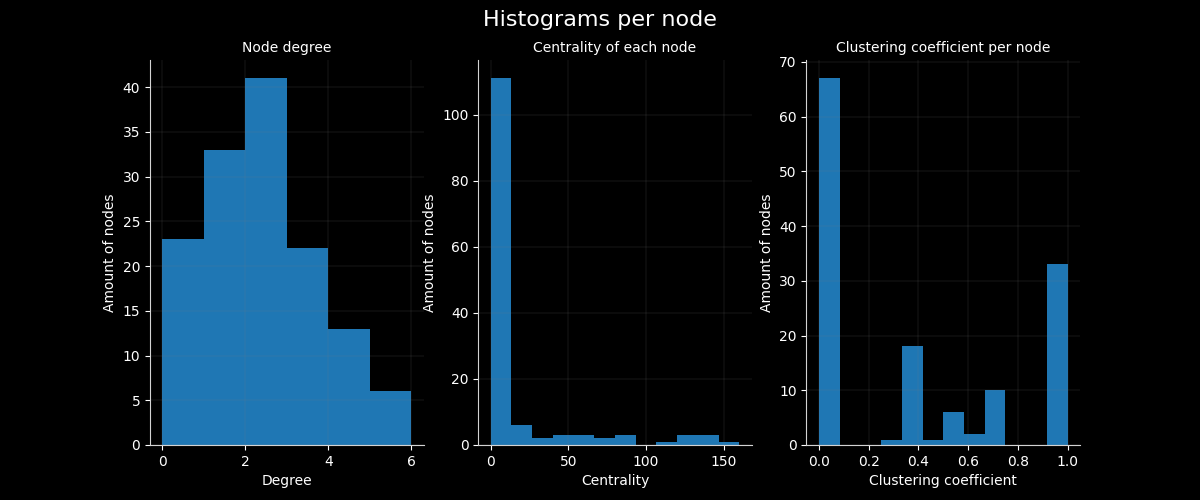 Histograms per node
Node degree
Amount of nodes
40
35
30
25
20
15
10
5
0
0 2 4 6
Degree
Centrality of each node
Amount of nodes
100
80
60
40
20
0
0 50 100 150
Centrality
Clustering coefficient per node
Amount of nodes
70
60
50
40
30
20
10
0
0.0 0.2 0.4 0.6 0.8 1.0
Clustering coefficient